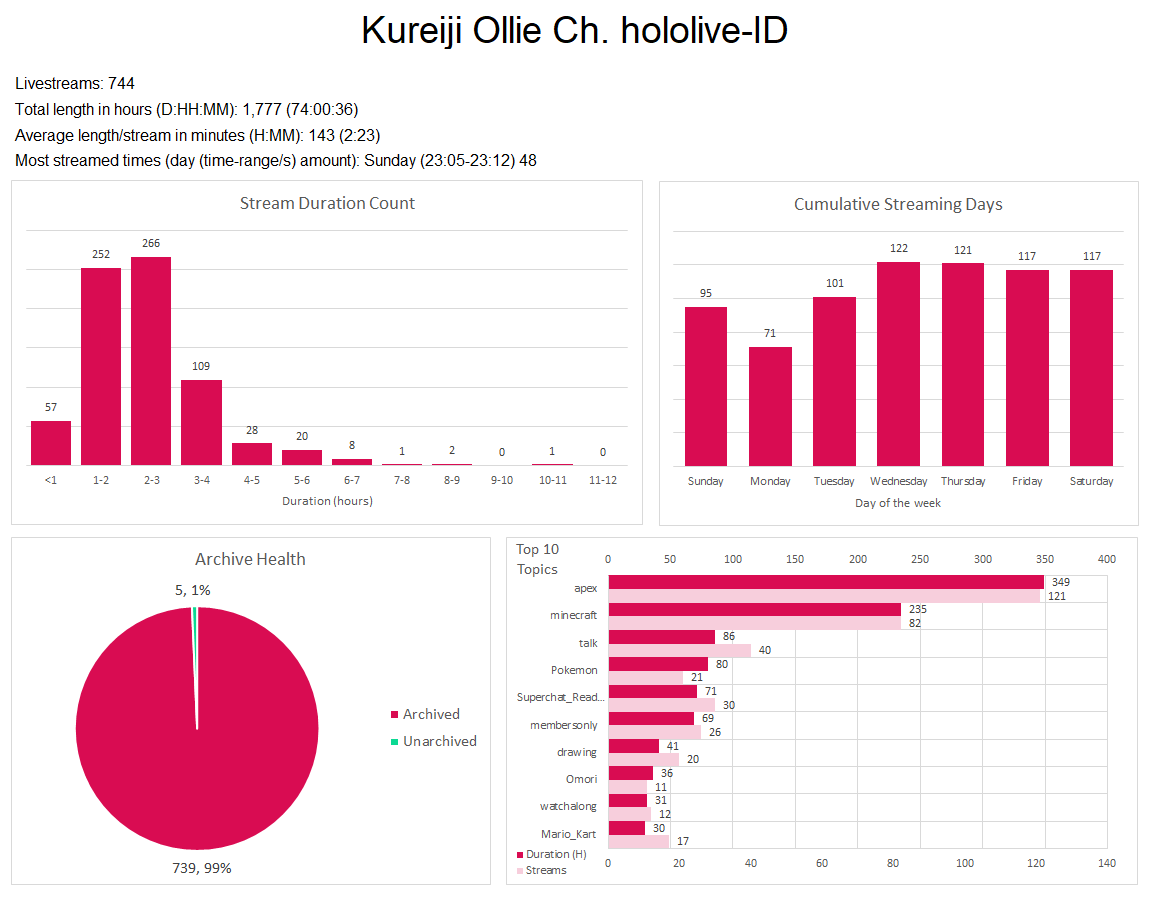 Kureiji Ollie Ch. hololive-ID
Livestreams: 744
Total length in hours (D:HH:MM): 1,777 (74:00:36)
Average length/stream in minutes (H:MM): 143 (2:23)
Most streamed times (day (time-range/s) amount): Sunday (23:05-23:12) 48
Stream Duration Count
57 252 266 109 28 20 8 1 2 0 1 0
<1 1-2 2-3 3-4 4-5 5-6 6-7 7-8 8-9 9-10 10-11 11-12
Duration (hours)
Cumulative Streaming Days
95 71 101 122 121 117 117
Sunday Monday Tuesday Wednesday Thursday Friday Saturday
Day of the week
Archive Health
5, 1%
Archived
Unarchived
739, 99%
Top 10
Topics
0 50 100 150 200 250 300 350 400
apex 349
121
minecraft 235
82
talk 86
40
Pokemon 80
21
Superchat_Read... 71
30
membersonly 69
26
drawing 41
20
Omori 36
11
watchalong 31
12
Mario_Kart 30
17
Duration (H)
Streams
0 20 40 60 80 100 120 140